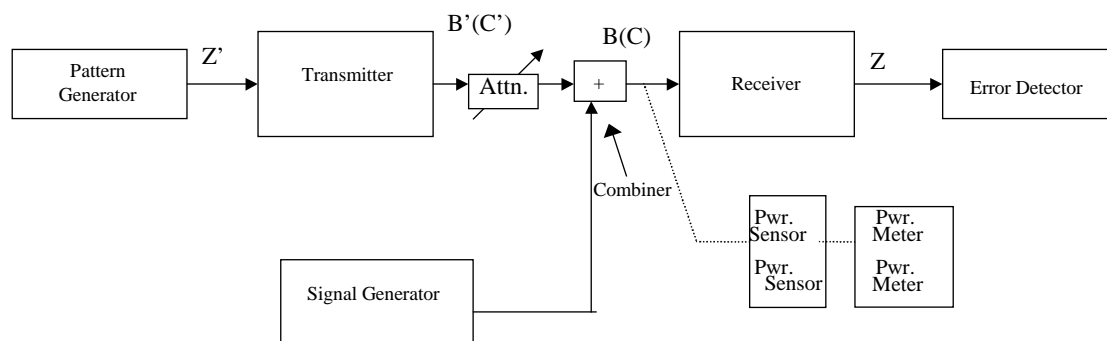 B'(C')
B(C)
Z'
Z
Pattern
Generator
Transmitter
Attn.
+
Receiver
Error Detector
Combiner
Pwr.
Sensor
Pwr.
Sensor
Pwr.
Meter
Pwr.
Meter
Signal Generator